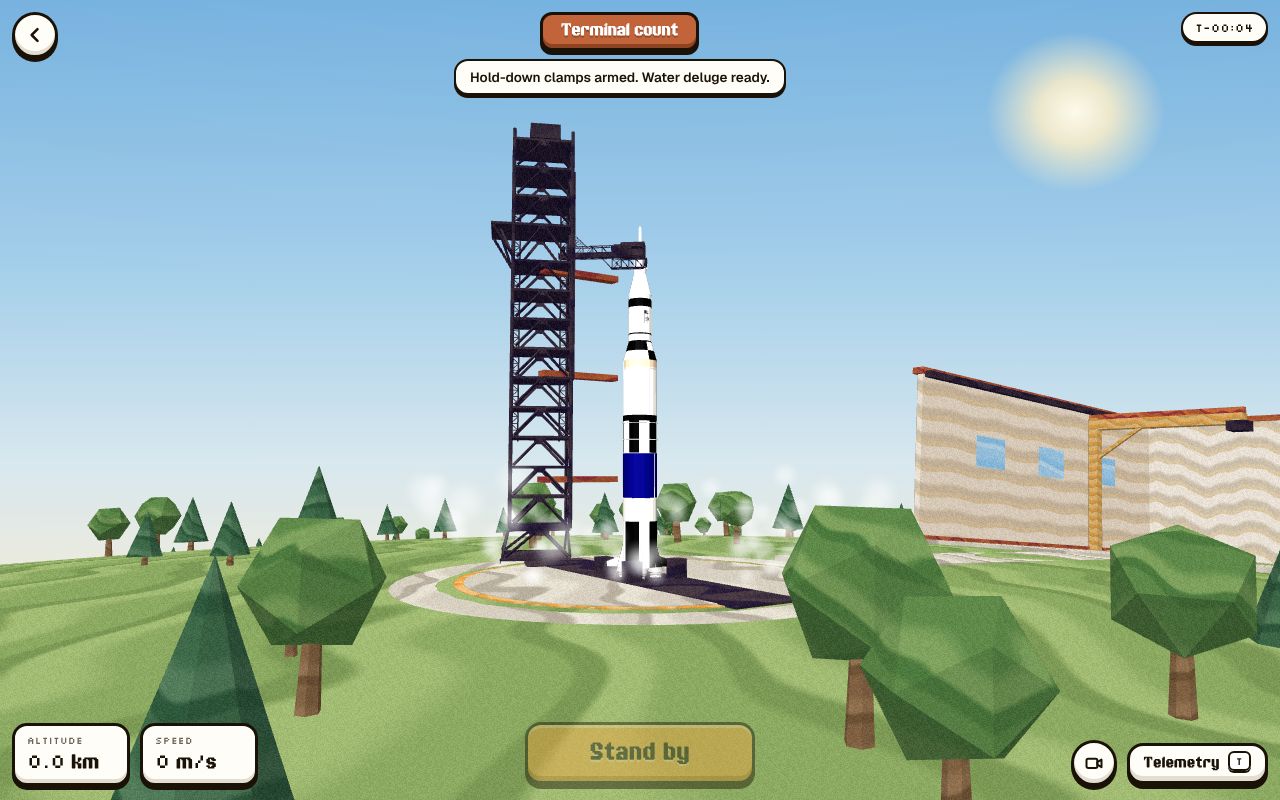 Terminal count
T-00:04
Hold-down clamps armed. Water deluge ready.
ALTITUDE
0.0 km
SPEED
0 m/s
Stand by
Telemetry T